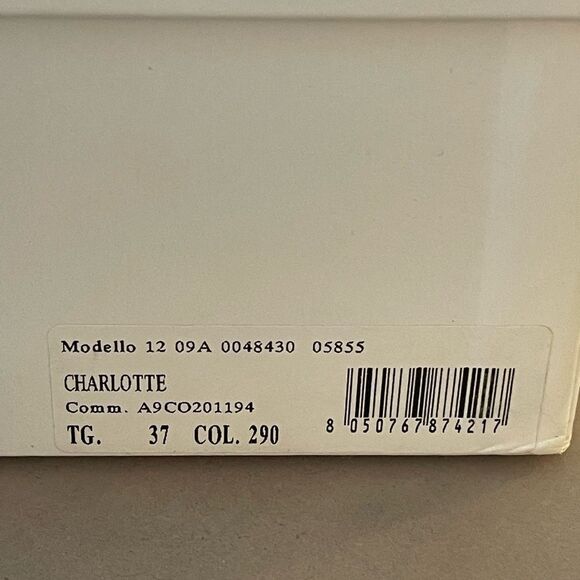 Modello 12 09A 0048430 05855
CHARLOTTE
Comm. A9CO201194
TG. 37 COL. 290
8 050767 874217